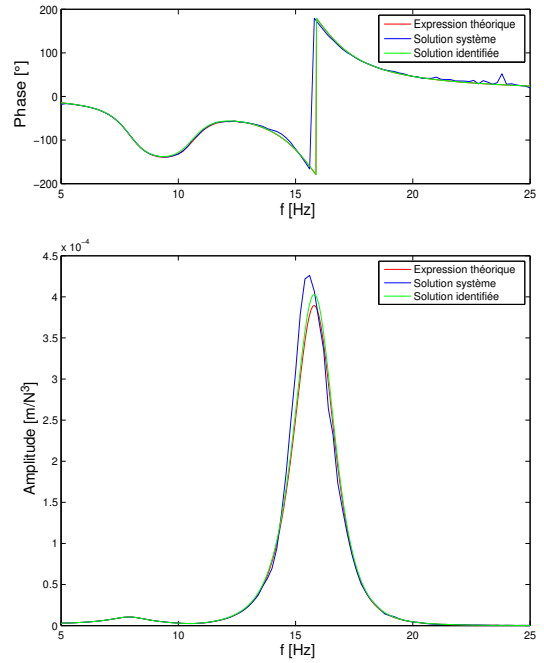 200
100
0
−100
−200
Phase [°]
5
10
15
20
25
f [Hz]
Expression théorique
Solution système
Solution identifiée
x 10⁻⁴
4.5
4
3.5
3
2.5
2
1.5
1
0.5
0
Amplitude [m/N³]
5
10
15
20
25
f [Hz]
Expression théorique
Solution système
Solution identifiée